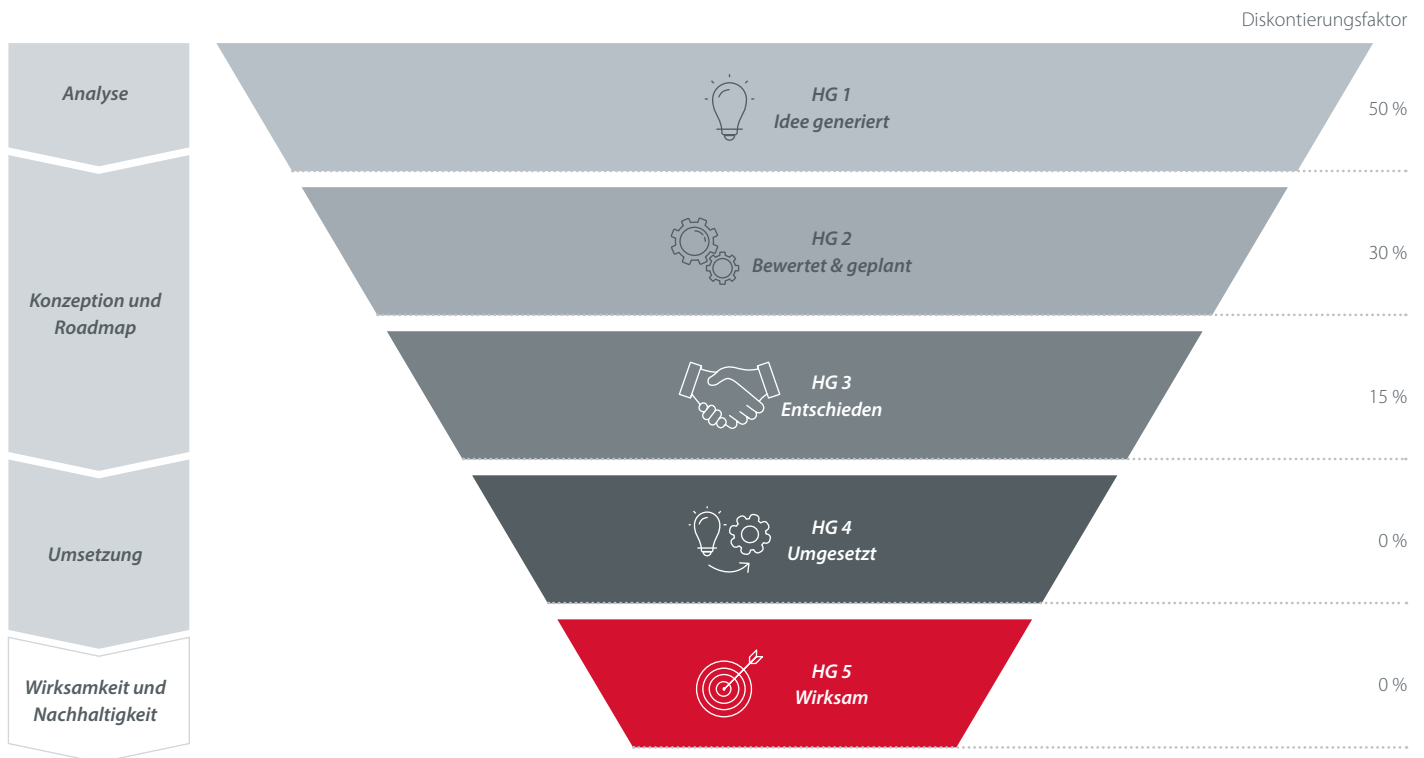 Diskontierungsfaktor
Analyse
HG 1
Idee generiert
50 %
HG 2
Bewertet & geplant
30 %
Konzeption und
Roadmap
HG 3
Entschieden
15 %
Umsetzung
HG 4
Umgesetzt
0 %
Wirksamkeit und
Nachhaltigkeit
HG 5
Wirksam
0 %